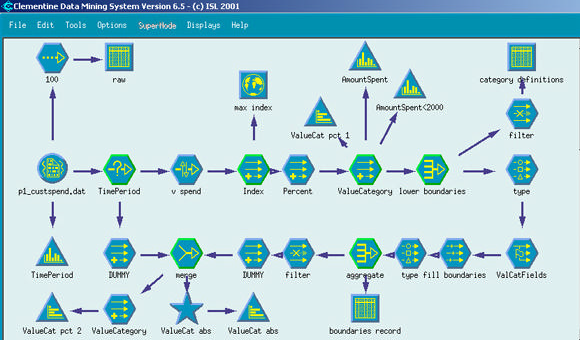 Clementine Data Mining System Version 6.5 - (c) ISL 2001
File Edit Tools Options SuperNode Displays Help
100 raw max index AmountSpent AmountSpent<2000 category definitions
ValueCat pct 1 filter
p1_custspend.dat TimePeriod v spend Index Percent ValueCategory lower boundaries type
TimePeriod DUMMY merge DUMMY filter aggregate type fill boundaries ValCatFields
ValueCat pct 2 ValueCategory ValueCat abs ValueCat abs boundaries record